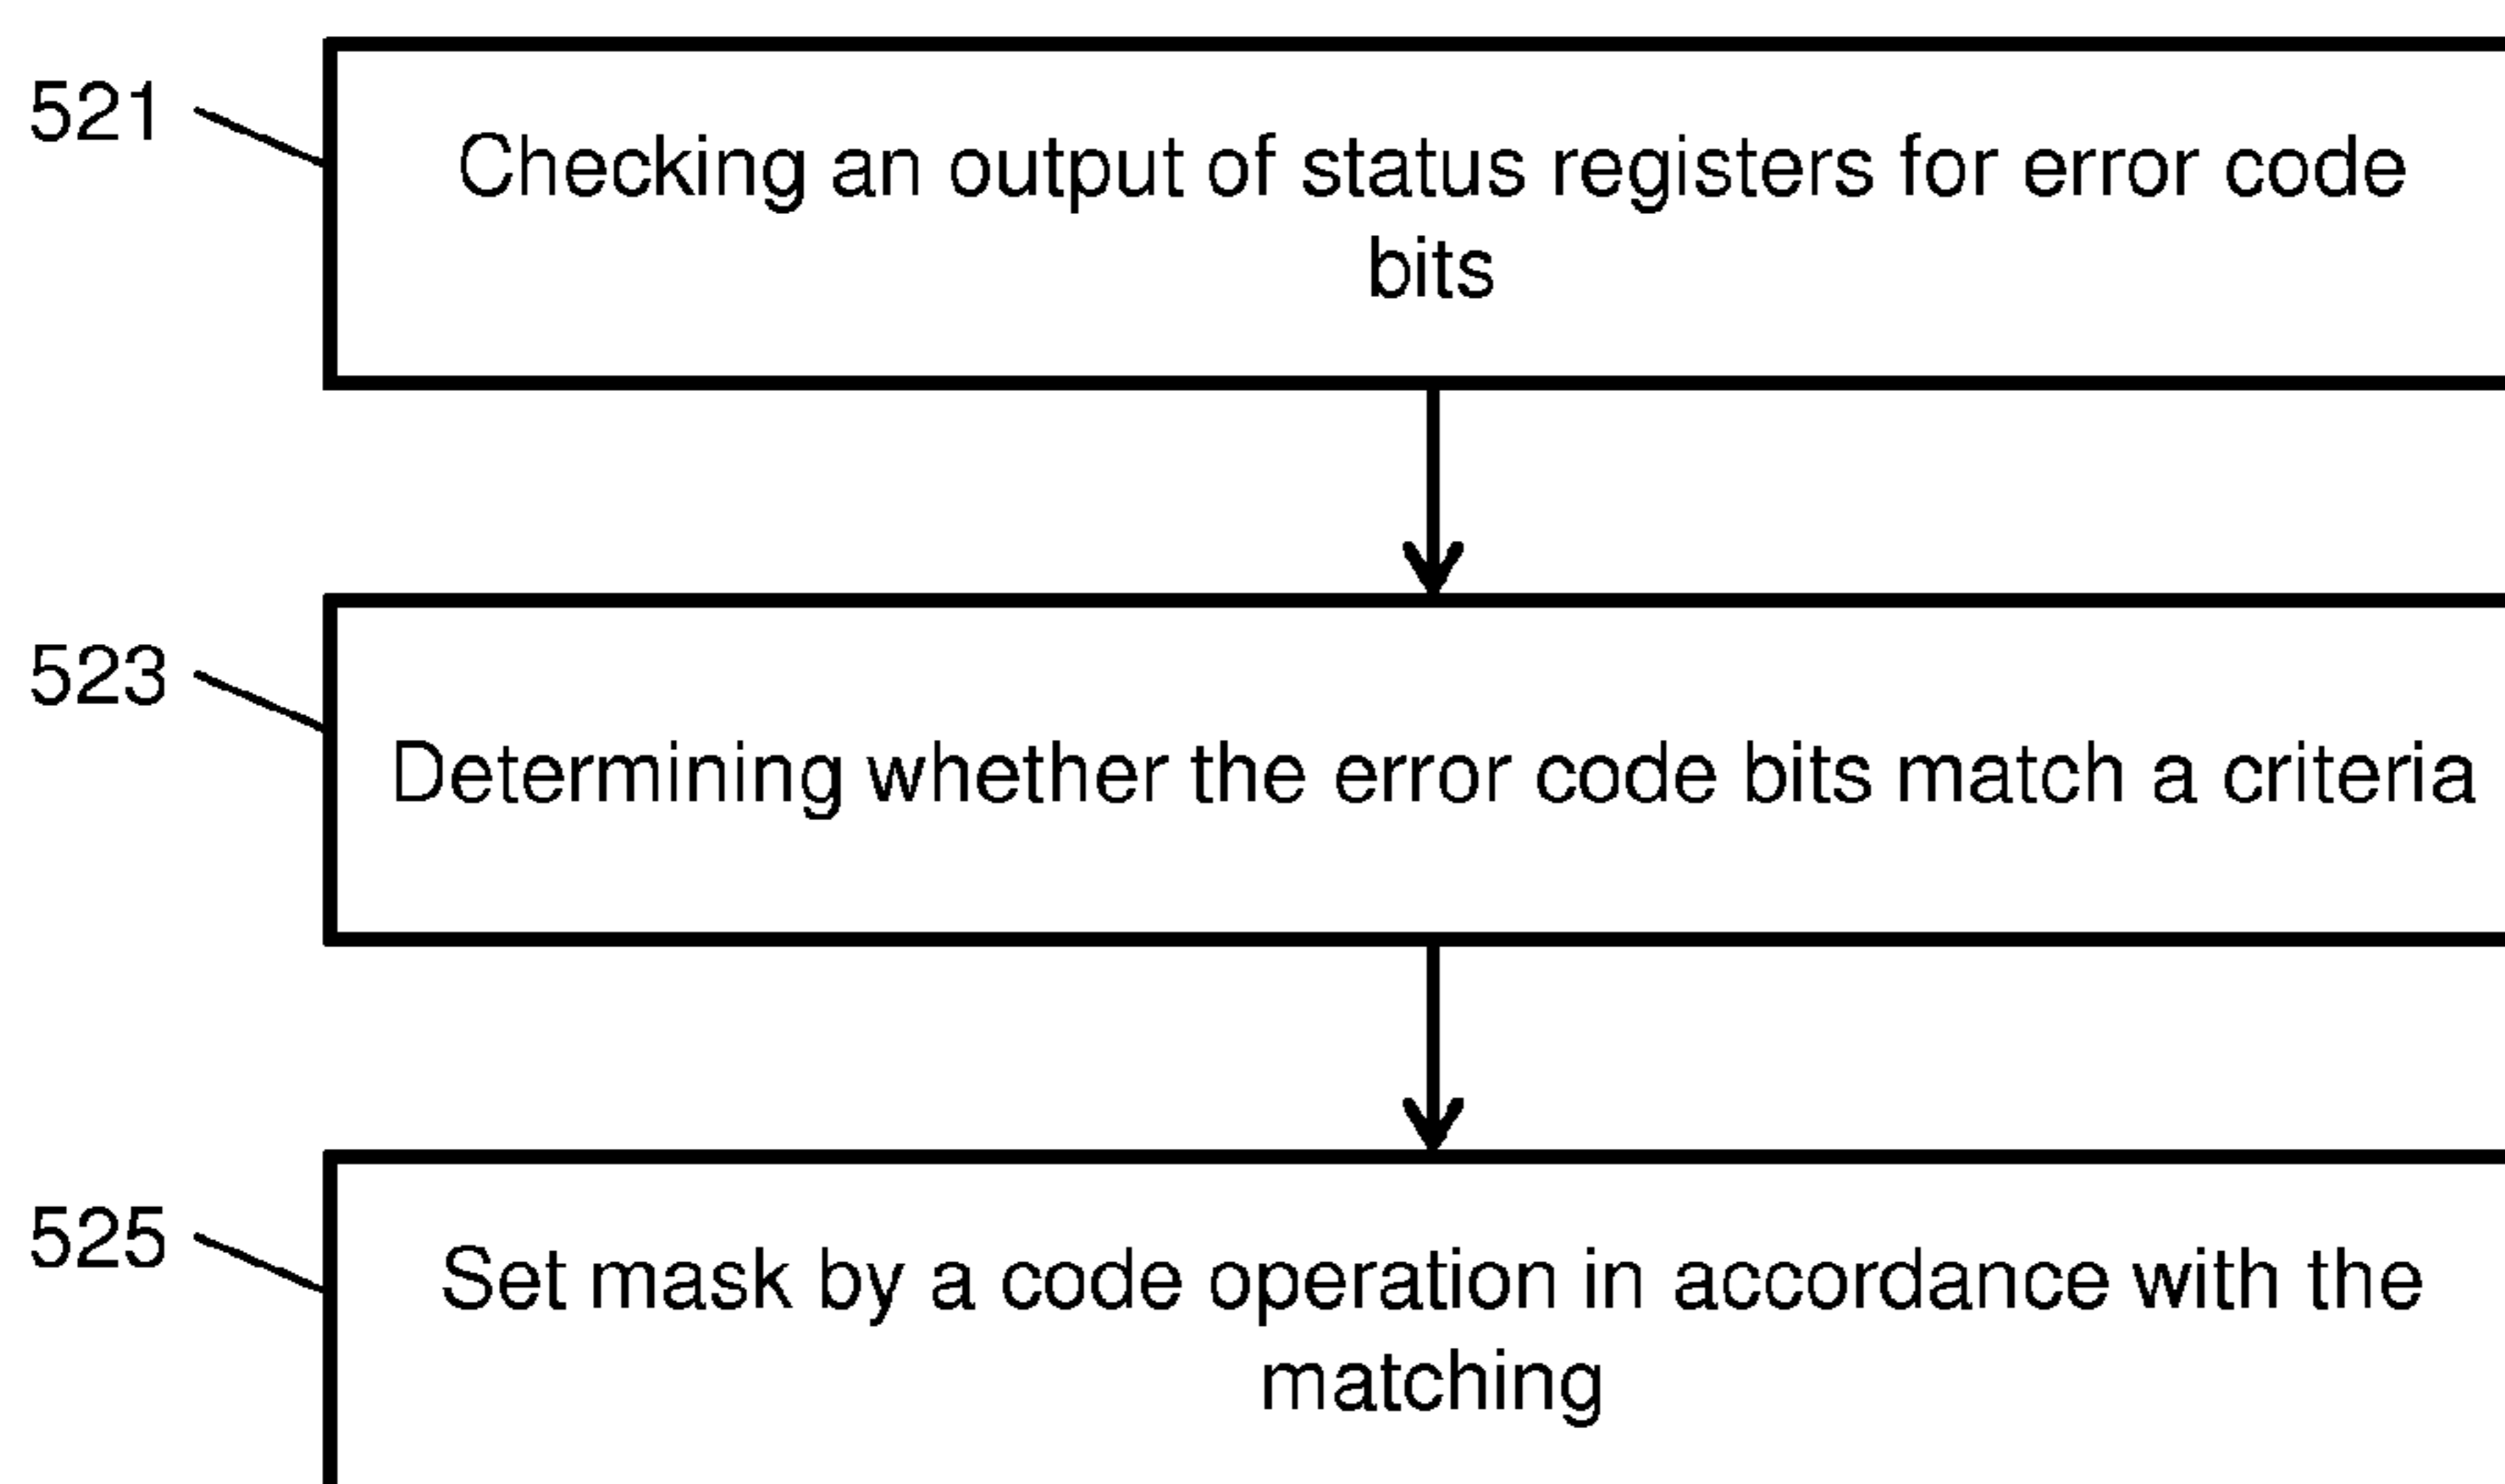 521
Checking an output of status registers for error code
bits
523
Determining whether the error code bits match a criteria
525
Set mask by a code operation in accordance with the
matching